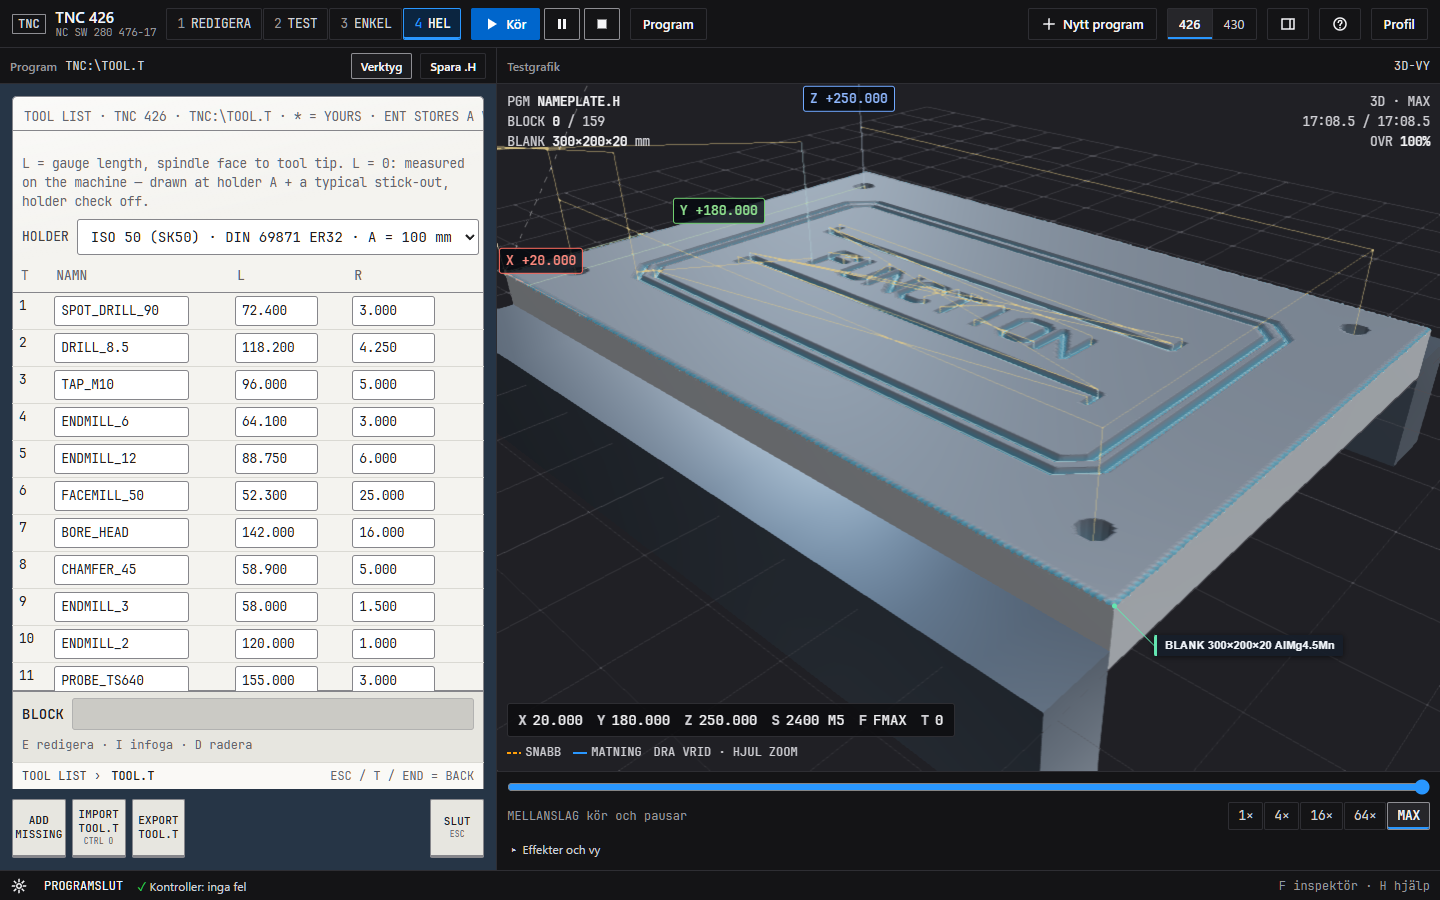 TNC
TNC 426
NC SW 280 476-17
1 REDIGERA
2 TEST
3 ENKEL
4 HEL
Kör
Program
Nytt program
426
430
Profil
Program TNC:\TOOL.T
Verktyg
Spara .H
Testgrafik
3D-VY
TOOL LIST · TNC 426 · TNC:\TOOL.T · * = YOURS · ENT STORES A
L = gauge length, spindle face to tool tip. L = 0: measured
on the machine — drawn at holder A + a typical stick-out,
holder check off.
HOLDER ISO 50 (SK50) · DIN 69871 ER32 · A = 100 mm
T NAMN L R
1 SPOT_DRILL_90 72.400 3.000
2 DRILL_8.5 118.200 4.250
3 TAP_M10 96.000 5.000
4 ENDMILL_6 64.100 3.000
5 ENDMILL_12 88.750 6.000
6 FACEMILL_50 52.300 25.000
7 BORE_HEAD 142.000 16.000
8 CHAMFER_45 58.900 5.000
9 ENDMILL_3 58.000 1.500
10 ENDMILL_2 120.000 1.000
11 PROBE_TS640 155.000 3.000
BLOCK
E redigera · I infoga · D radera
TOOL LIST › TOOL.T
ESC / T / END = BACK
ADD
MISSING
IMPORT
TOOL.T
CTRL O
EXPORT
TOOL.T
SLUT
ESC
PGM NAMEPLATE.H
BLOCK 0 / 159
BLANK 300×200×20 mm
3D · MAX
17:08.5 / 17:08.5
OVR 100%
Z +250.000
Y +180.000
X +20.000
BLANK 300×200×20 AlMg4.5Mn
X 20.000 Y 180.000 Z 250.000 S 2400 M5 F FMAX T 0
SNABB MATNING DRA VRID · HJUL ZOOM
MELLANSLAG kör och pausar
1× 4× 16× 64× MAX
Effekter och vy
PROGRAMSLUT ✓ Kontroller: inga fel
F inspektör · H hjälp